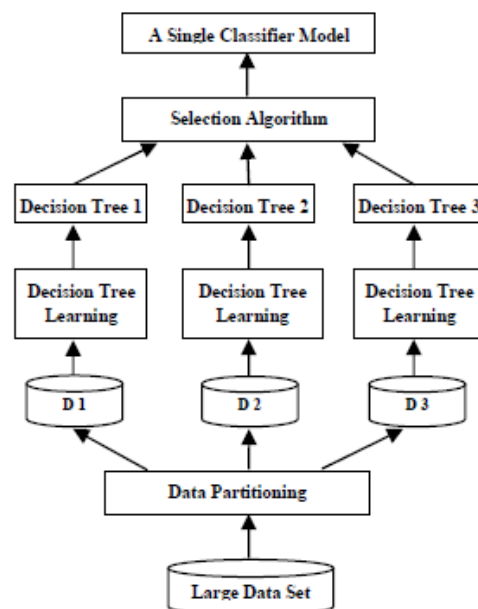 A Single Classifier Model
Selection Algorithm
Decision Tree 1
Decision Tree 2
Decision Tree 3
Decision Tree
Learning
Decision Tree
Learning
Decision Tree
Learning
D 1
D 2
D 3
Data Partitioning
Large Data Set